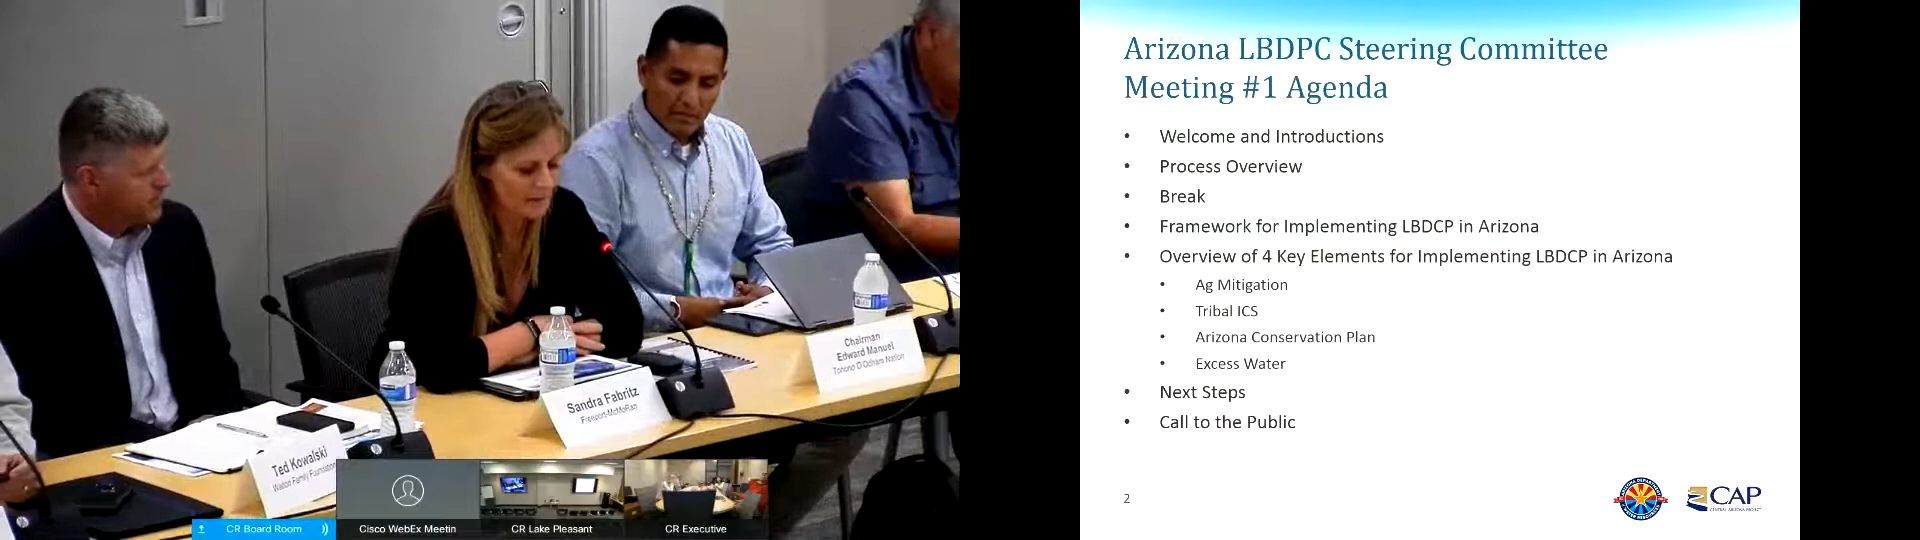 Ted Kowalski
Walton Family Foundation
Sandra Fabritz
Freeport-McMoRan
Chairman
Edward Manuel
Tohono O'Odham Nation
CR Board Room
Cisco WebEx Meetin
CR Lake Pleasant
CR Executive
Arizona LBDPC Steering Committee
Meeting #1 Agenda
• Welcome and Introductions
• Process Overview
• Break
• Framework for Implementing LBDCP in Arizona
• Overview of 4 Key Elements for Implementing LBDCP in Arizona
• Ag Mitigation
• Tribal ICS
• Arizona Conservation Plan
• Excess Water
• Next Steps
• Call to the Public
2
CAP
CENTRAL ARIZONA PROJECT